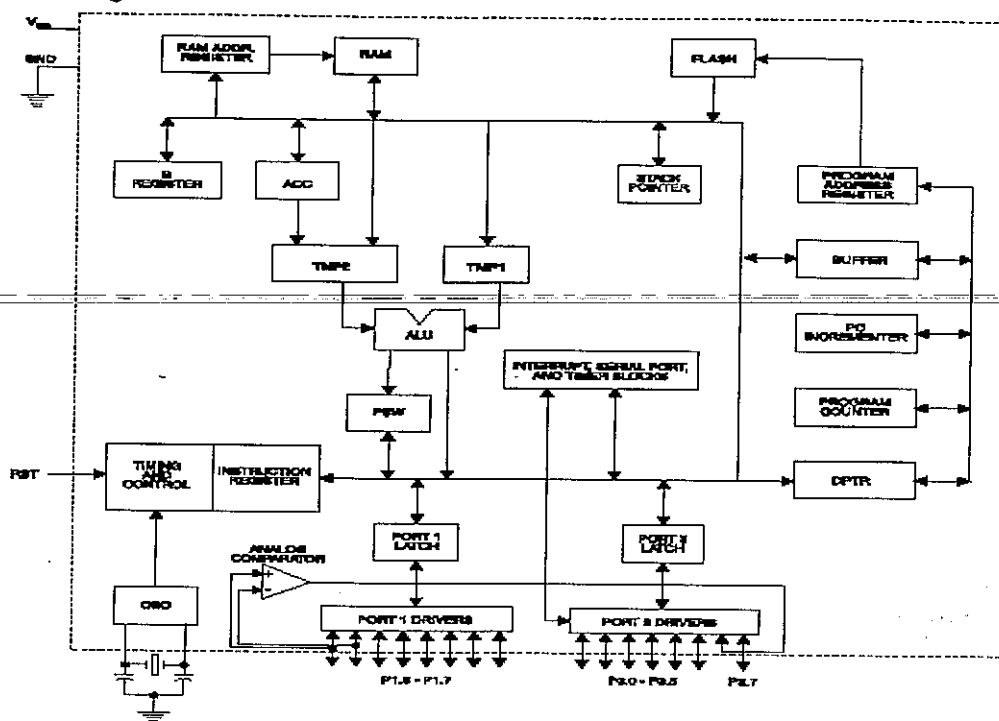 GND
RAM ADDR.
REGISTER
RAM
FLASH
B
REGISTER
ACC
STACK
POINTER
PROGRAM
ADDRESS
REGISTER
TMP2
TMP1
BUFFER
ALU
PC
INCREMENTER
INTERRUPT, SERIAL PORT,
AND TIMER BLOCKS
PSW
PROGRAM
COUNTER
RST
TIMING
AND
CONTROL
INSTRUCTION
REGISTER
DPTR
PORT 1
LATCH
PORT 3
LATCH
ANALOG
COMPARATOR
+
-
OSC
PORT 1 DRIVERS
PORT 3 DRIVERS
P1.0 - P1.7
P3.0 - P3.5
P3.7